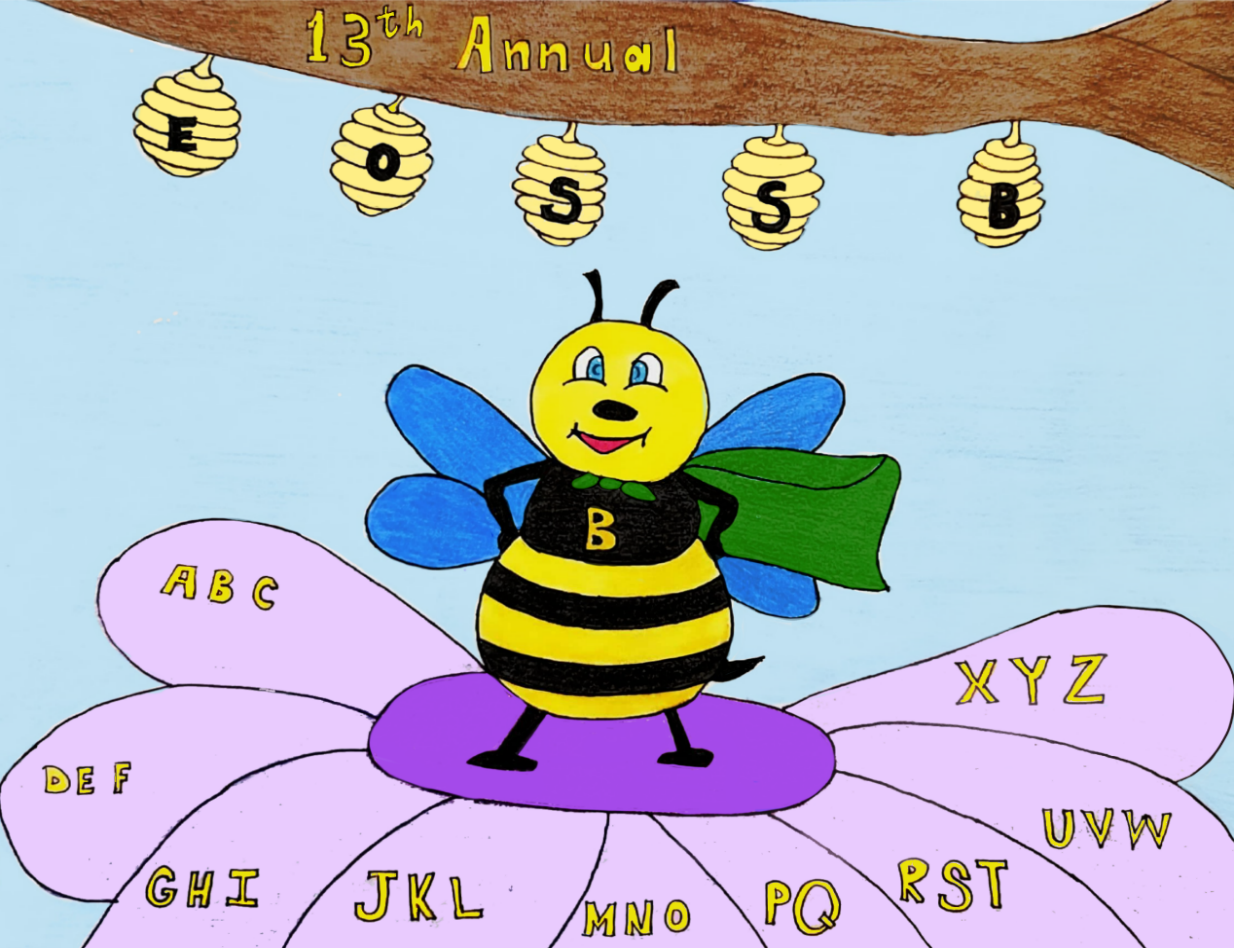 13th Annual
E O S S B
B
ABC
DEF
GHI
JKL
MNO
PQ
RST
UVW
XYZ